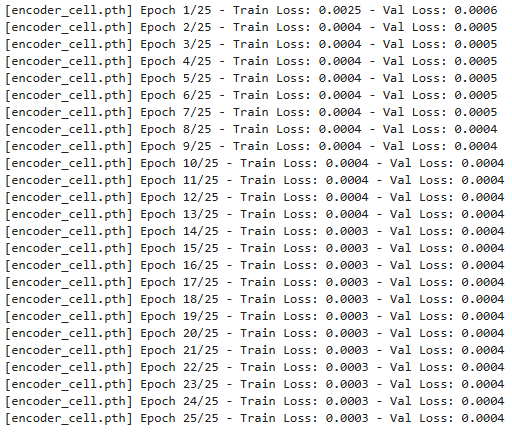 [encoder_cell.pth] Epoch 1/25 - Train Loss: 0.0025 - Val Loss: 0.0006
[encoder_cell.pth] Epoch 2/25 - Train Loss: 0.0004 - Val Loss: 0.0005
[encoder_cell.pth] Epoch 3/25 - Train Loss: 0.0004 - Val Loss: 0.0005
[encoder_cell.pth] Epoch 4/25 - Train Loss: 0.0004 - Val Loss: 0.0005
[encoder_cell.pth] Epoch 5/25 - Train Loss: 0.0004 - Val Loss: 0.0005
[encoder_cell.pth] Epoch 6/25 - Train Loss: 0.0004 - Val Loss: 0.0005
[encoder_cell.pth] Epoch 7/25 - Train Loss: 0.0004 - Val Loss: 0.0005
[encoder_cell.pth] Epoch 8/25 - Train Loss: 0.0004 - Val Loss: 0.0004
[encoder_cell.pth] Epoch 9/25 - Train Loss: 0.0004 - Val Loss: 0.0004
[encoder_cell.pth] Epoch 10/25 - Train Loss: 0.0004 - Val Loss: 0.0004
[encoder_cell.pth] Epoch 11/25 - Train Loss: 0.0004 - Val Loss: 0.0004
[encoder_cell.pth] Epoch 12/25 - Train Loss: 0.0004 - Val Loss: 0.0004
[encoder_cell.pth] Epoch 13/25 - Train Loss: 0.0004 - Val Loss: 0.0004
[encoder_cell.pth] Epoch 14/25 - Train Loss: 0.0003 - Val Loss: 0.0004
[encoder_cell.pth] Epoch 15/25 - Train Loss: 0.0003 - Val Loss: 0.0004
[encoder_cell.pth] Epoch 16/25 - Train Loss: 0.0003 - Val Loss: 0.0004
[encoder_cell.pth] Epoch 17/25 - Train Loss: 0.0003 - Val Loss: 0.0004
[encoder_cell.pth] Epoch 18/25 - Train Loss: 0.0003 - Val Loss: 0.0004
[encoder_cell.pth] Epoch 19/25 - Train Loss: 0.0003 - Val Loss: 0.0004
[encoder_cell.pth] Epoch 20/25 - Train Loss: 0.0003 - Val Loss: 0.0004
[encoder_cell.pth] Epoch 21/25 - Train Loss: 0.0003 - Val Loss: 0.0004
[encoder_cell.pth] Epoch 22/25 - Train Loss: 0.0003 - Val Loss: 0.0004
[encoder_cell.pth] Epoch 23/25 - Train Loss: 0.0003 - Val Loss: 0.0004
[encoder_cell.pth] Epoch 24/25 - Train Loss: 0.0003 - Val Loss: 0.0004
[encoder_cell.pth] Epoch 25/25 - Train Loss: 0.0003 - Val Loss: 0.0004